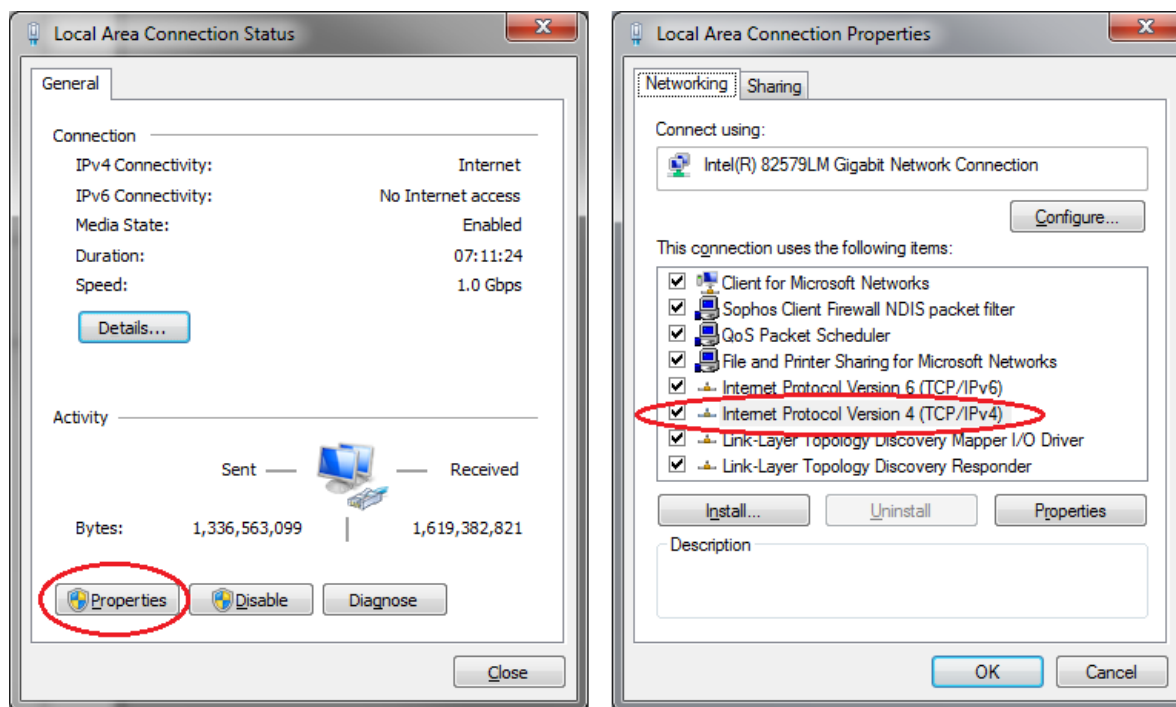 Local Area Connection Status
General
Connection
IPv4 Connectivity: Internet
IPv6 Connectivity: No Internet access
Media State: Enabled
Duration: 07:11:24
Speed: 1.0 Gbps
Details...
Activity
Sent Received
Bytes: 1,336,563,099 1,619,382,821
Properties Disable Diagnose
Close
Local Area Connection Properties
Networking Sharing
Connect using:
Intel(R) 82579LM Gigabit Network Connection
Configure...
This connection uses the following items:
Client for Microsoft Networks
Sophos Client Firewall NDIS packet filter
QoS Packet Scheduler
File and Printer Sharing for Microsoft Networks
Internet Protocol Version 6 (TCP/IPv6)
Internet Protocol Version 4 (TCP/IPv4)
Link-Layer Topology Discovery Mapper I/O Driver
Link-Layer Topology Discovery Responder
Install... Uninstall Properties
Description
OK Cancel